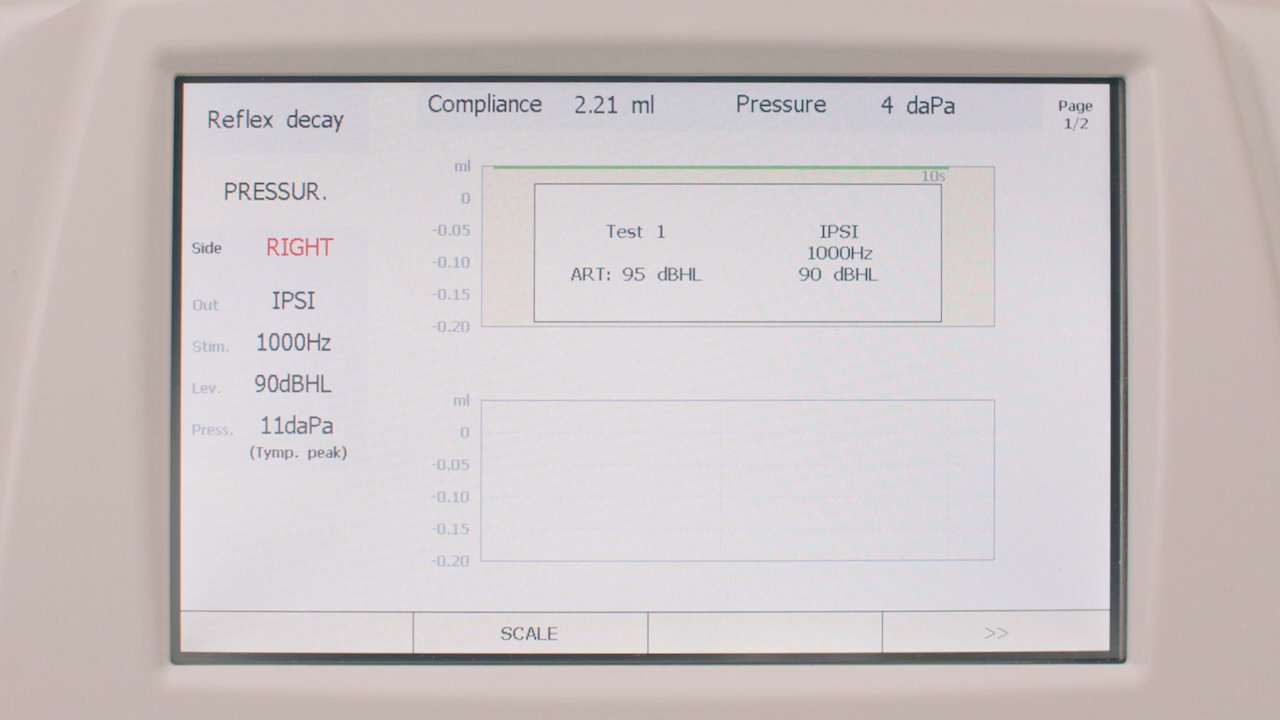 Reflex decay
Compliance 2.21 ml Pressure 4 daPa
Page
1/2
PRESSUR.
Side RIGHT
Out IPSI
Stim. 1000Hz
Lev. 90dBHL
Press. 11daPa
(Tymp. peak)
ml
10s
0
-0.05
-0.10
-0.15
-0.20
Test 1 IPSI
1000Hz
ART: 95 dBHL 90 dBHL
ml
0
-0.05
-0.10
-0.15
-0.20
SCALE >>